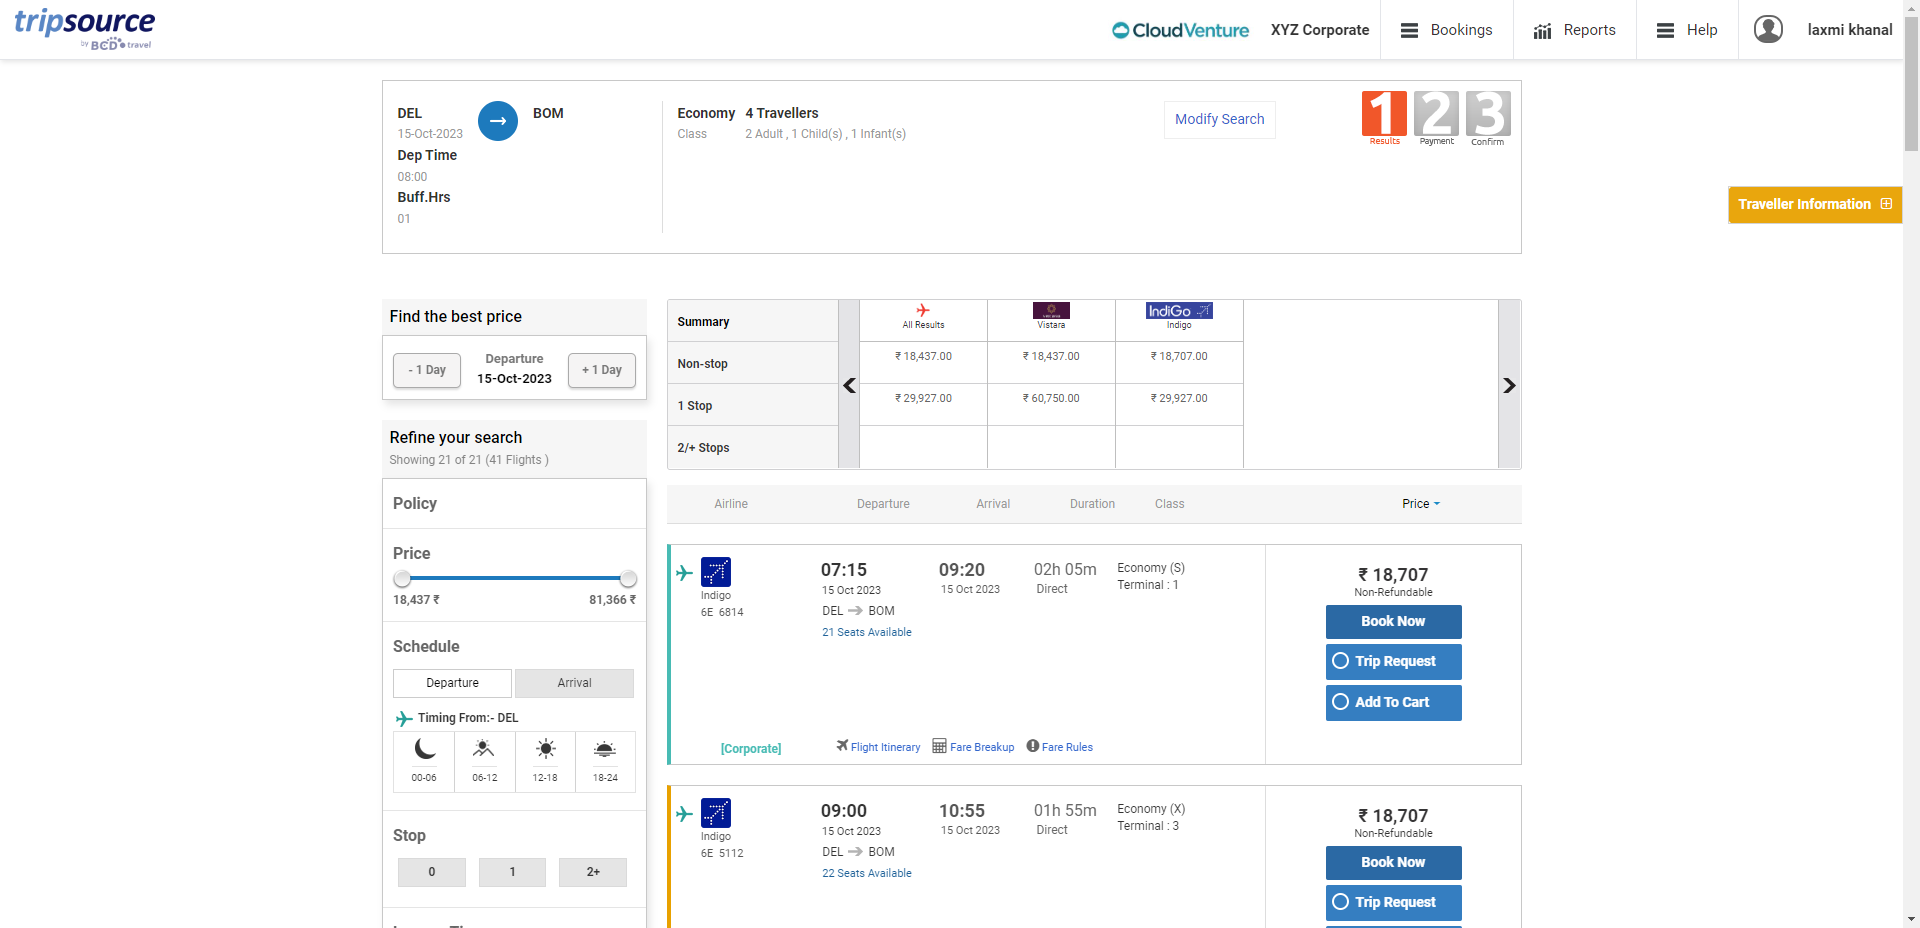 tripsource
by BCD travel
CloudVenture
XYZ Corporate
Bookings
Reports
Help
laxmi khanal
DEL
15-Oct-2023
Dep Time
08:00
Buff.Hrs
01
BOM
Economy 4 Travellers
Class 2 Adult , 1 Child(s) , 1 Infant(s)
Modify Search
1 2 3
Results Payment Confirm
Traveller Information
Find the best price
- 1 Day
Departure
15-Oct-2023
+ 1 Day
Refine your search
Showing 21 of 21 (41 Flights )
Policy
Price
18,437 ₹ 81,366 ₹
Schedule
Departure Arrival
Timing From:- DEL
00-06 06-12 12-18 18-24
Stop
0 1 2+
Summary All Results Vistara IndiGo Indigo
Non-stop ₹ 18,437.00 ₹ 18,437.00 ₹ 18,707.00
1 Stop ₹ 29,927.00 ₹ 60,750.00 ₹ 29,927.00
2/+ Stops
Airline Departure Arrival Duration Class Price
Indigo
6E 6814
07:15
15 Oct 2023
DEL BOM
21 Seats Available
09:20
15 Oct 2023
02h 05m
Direct
Economy (S)
Terminal : 1
₹ 18,707
Non-Refundable
Book Now
Trip Request
Add To Cart
[Corporate] Flight Itinerary Fare Breakup Fare Rules
Indigo
6E 5112
09:00
15 Oct 2023
DEL BOM
22 Seats Available
10:55
15 Oct 2023
01h 55m
Direct
Economy (X)
Terminal : 3
₹ 18,707
Non-Refundable
Book Now
Trip Request